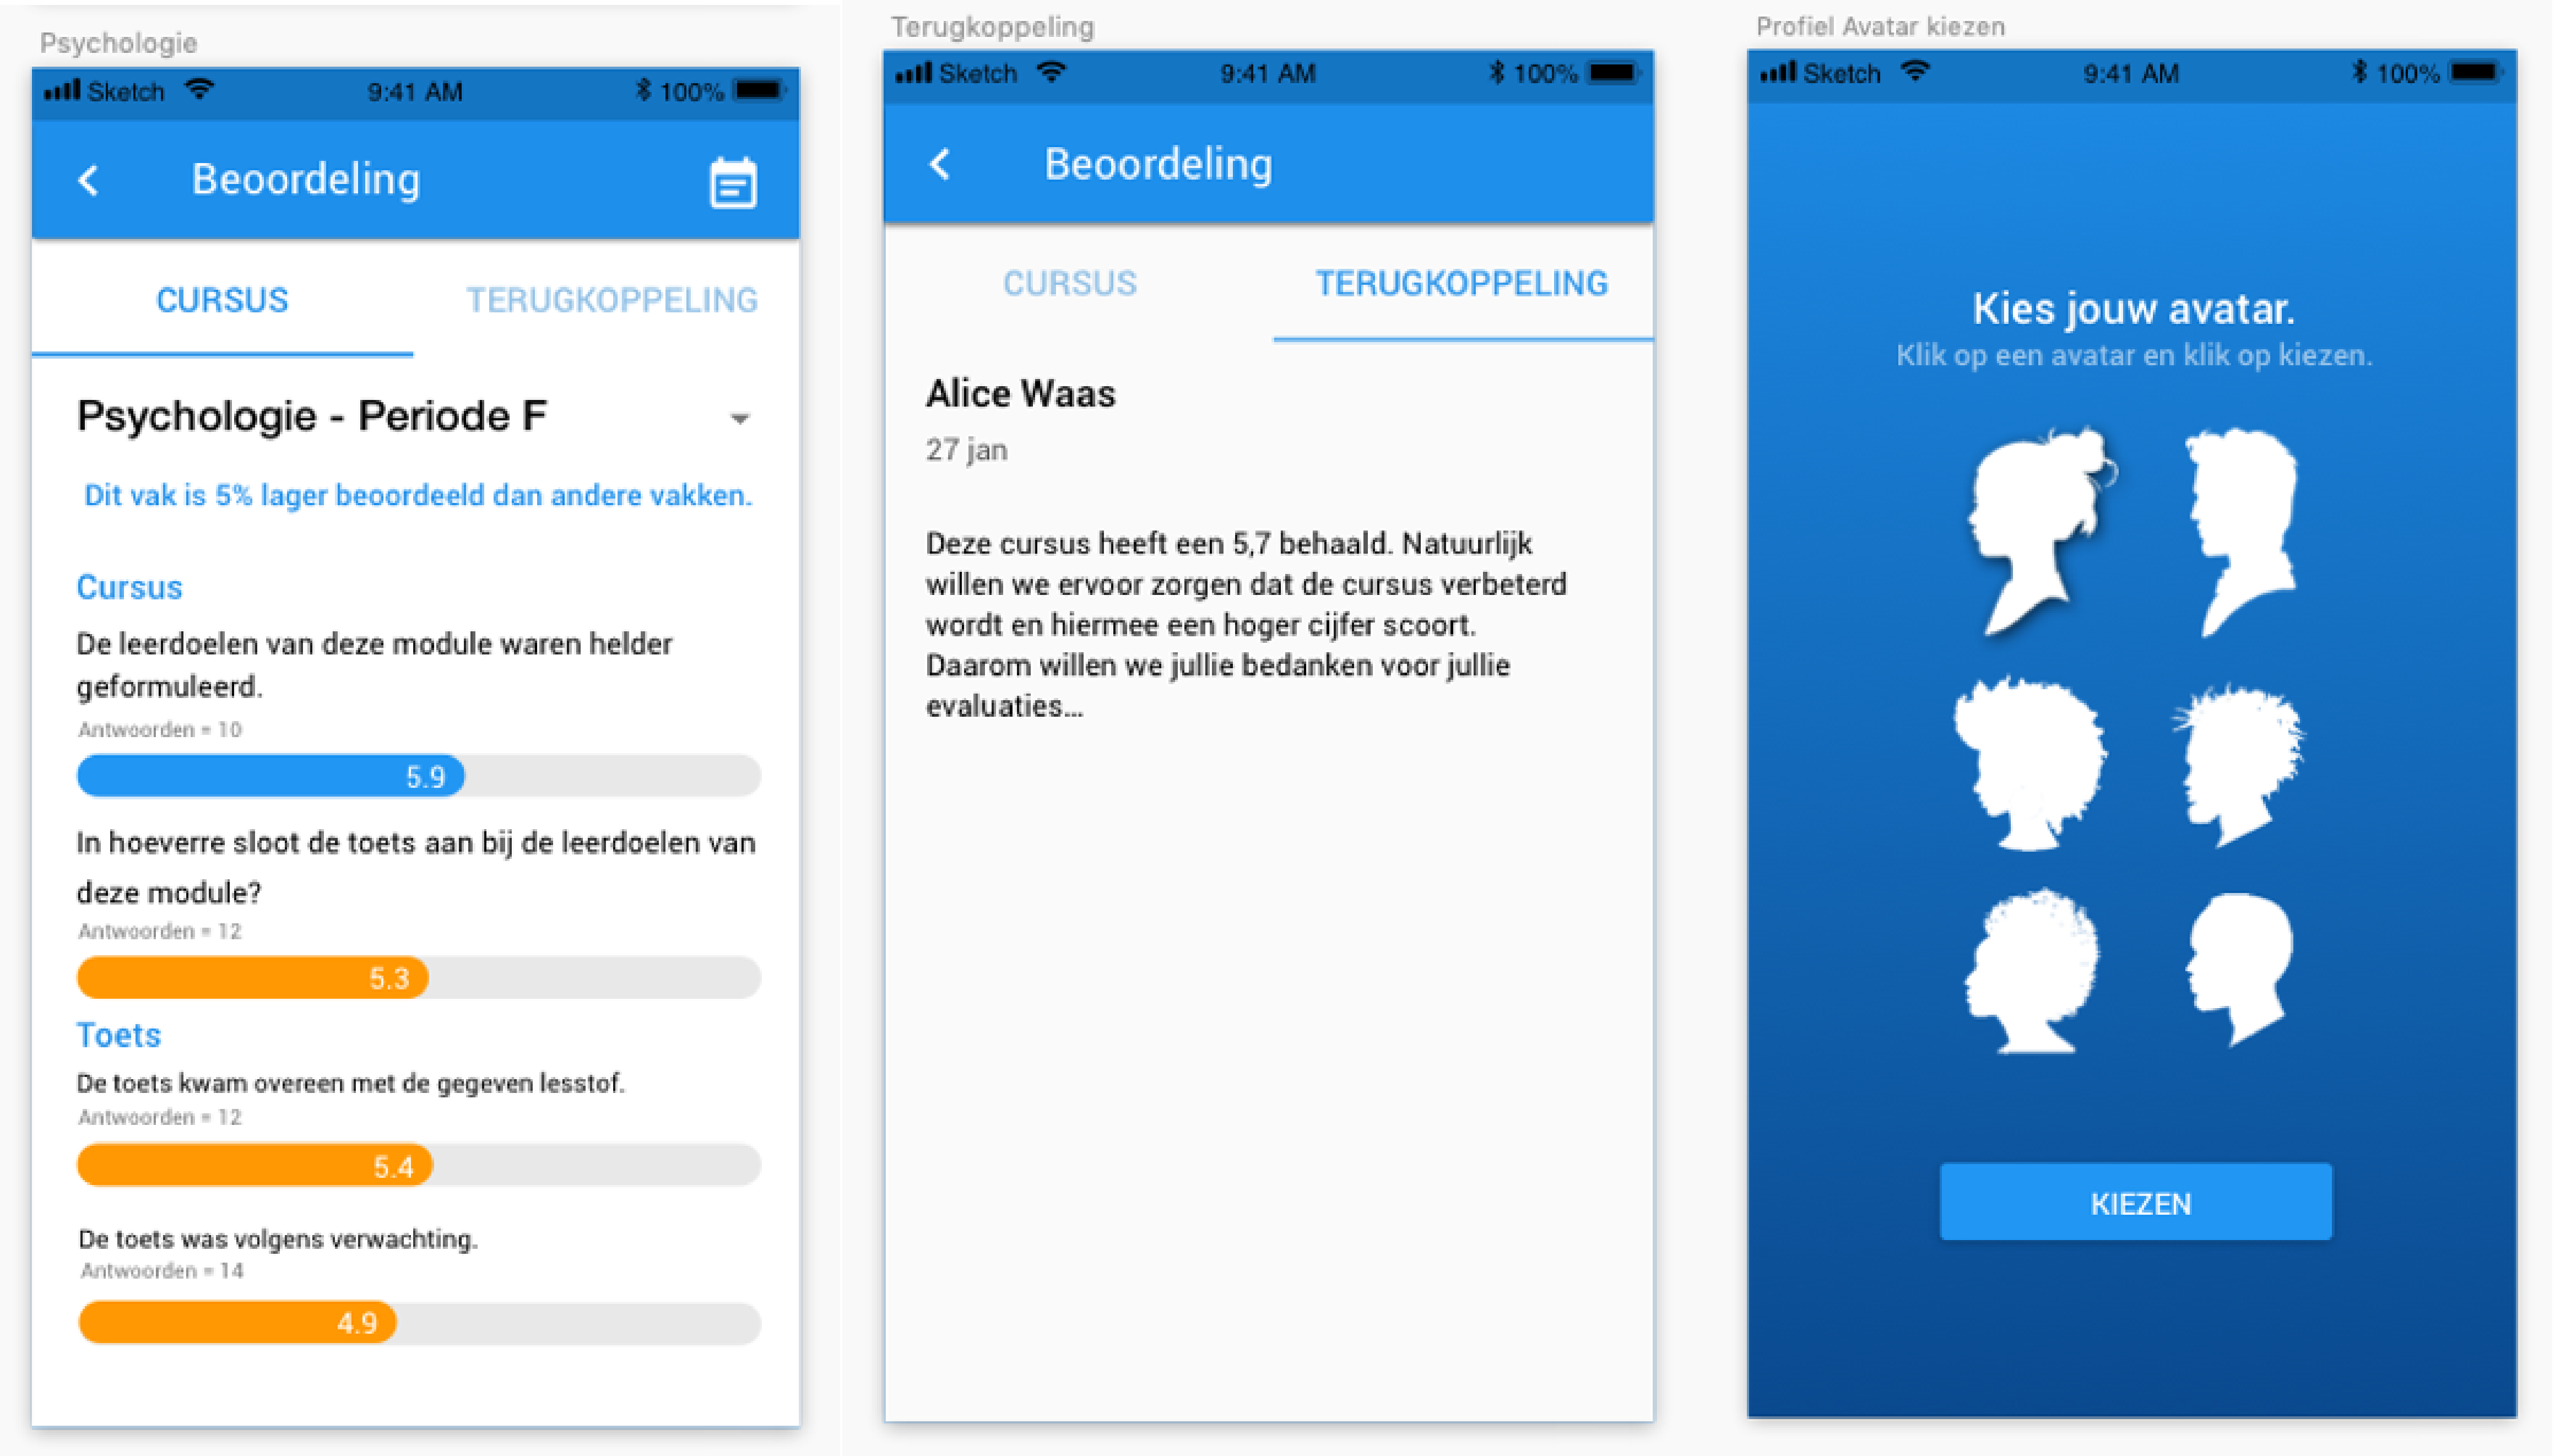 Psychologie
Sketch 9:41 AM 100%
Beoordeling
CURSUS TERUGKOPPELING
Psychologie - Periode F
Dit vak is 5% lager beoordeeld dan andere vakken.
Cursus
De leerdoelen van deze module waren helder
geformuleerd.
Antwoorden = 10
5.9
In hoeverre sloot de toets aan bij de leerdoelen van
deze module?
Antwoorden = 12
5.3
Toets
De toets kwam overeen met de gegeven lesstof.
Antwoorden = 12
5.4
De toets was volgens verwachting.
Antwoorden = 14
4.9
Terugkoppeling
Sketch 9:41 AM 100%
Beoordeling
CURSUS TERUGKOPPELING
Alice Waas
27 jan
Deze cursus heeft een 5,7 behaald. Natuurlijk
willen we ervoor zorgen dat de cursus verbeterd
wordt en hiermee een hoger cijfer scoort.
Daarom willen we jullie bedanken voor jullie
evaluaties...
Profiel Avatar kiezen
Sketch 9:41 AM 100%
Kies jouw avatar.
Klik op een avatar en klik op kiezen.
KIEZEN